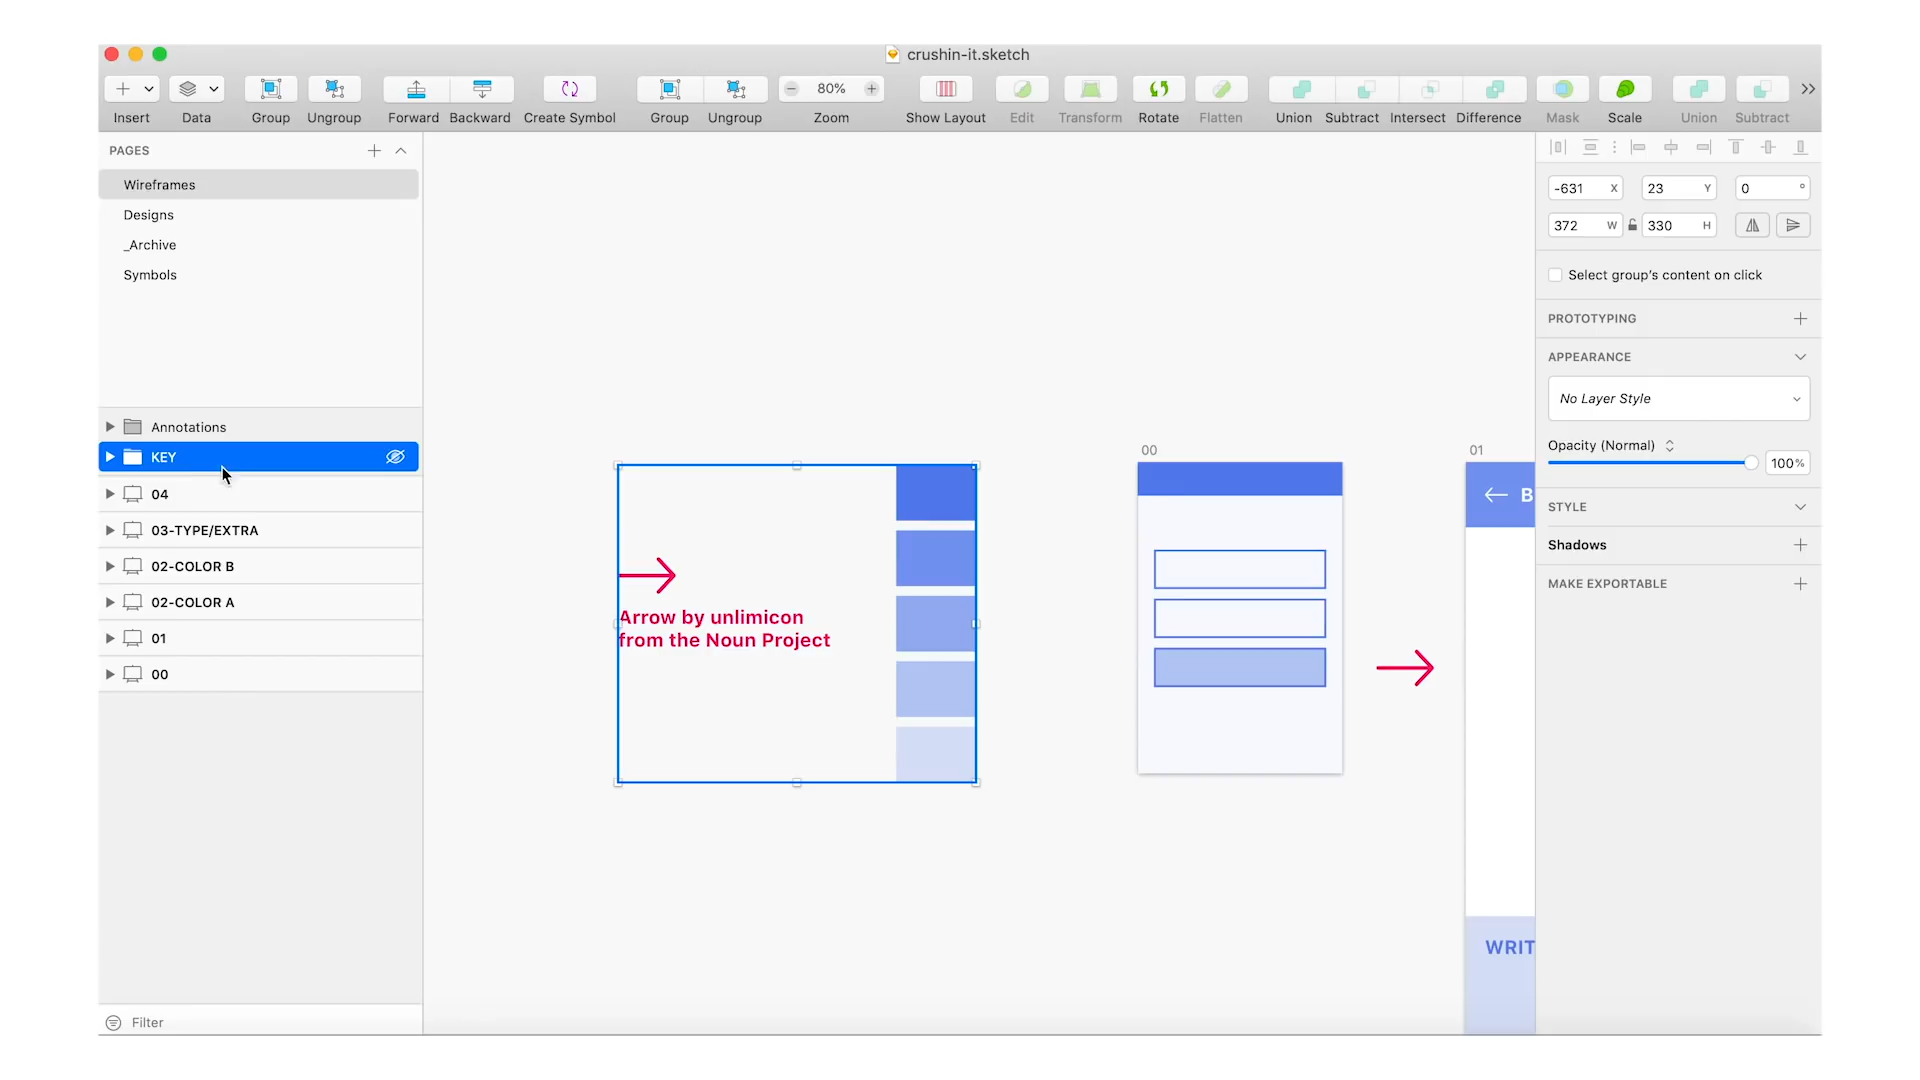 crushin-it.sketch
80%
Insert Data Group Ungroup Forward Backward Create Symbol Group Ungroup Zoom Show Layout Edit Transform Rotate Flatten Union Subtract Intersect Difference Mask Scale Union Subtract
PAGES
Wireframes
Designs
_Archive
Symbols
Annotations
KEY
04
03-TYPE/EXTRA
02-COLOR B
02-COLOR A
01
00
Filter
Arrow by unlimicon
from the Noun Project
00
01
B
WRIT
-631 X 23 Y 0 °
372 W 330 H
Select group's content on click
PROTOTYPING
APPEARANCE
No Layer Style
Opacity (Normal)
100%
STYLE
Shadows
MAKE EXPORTABLE